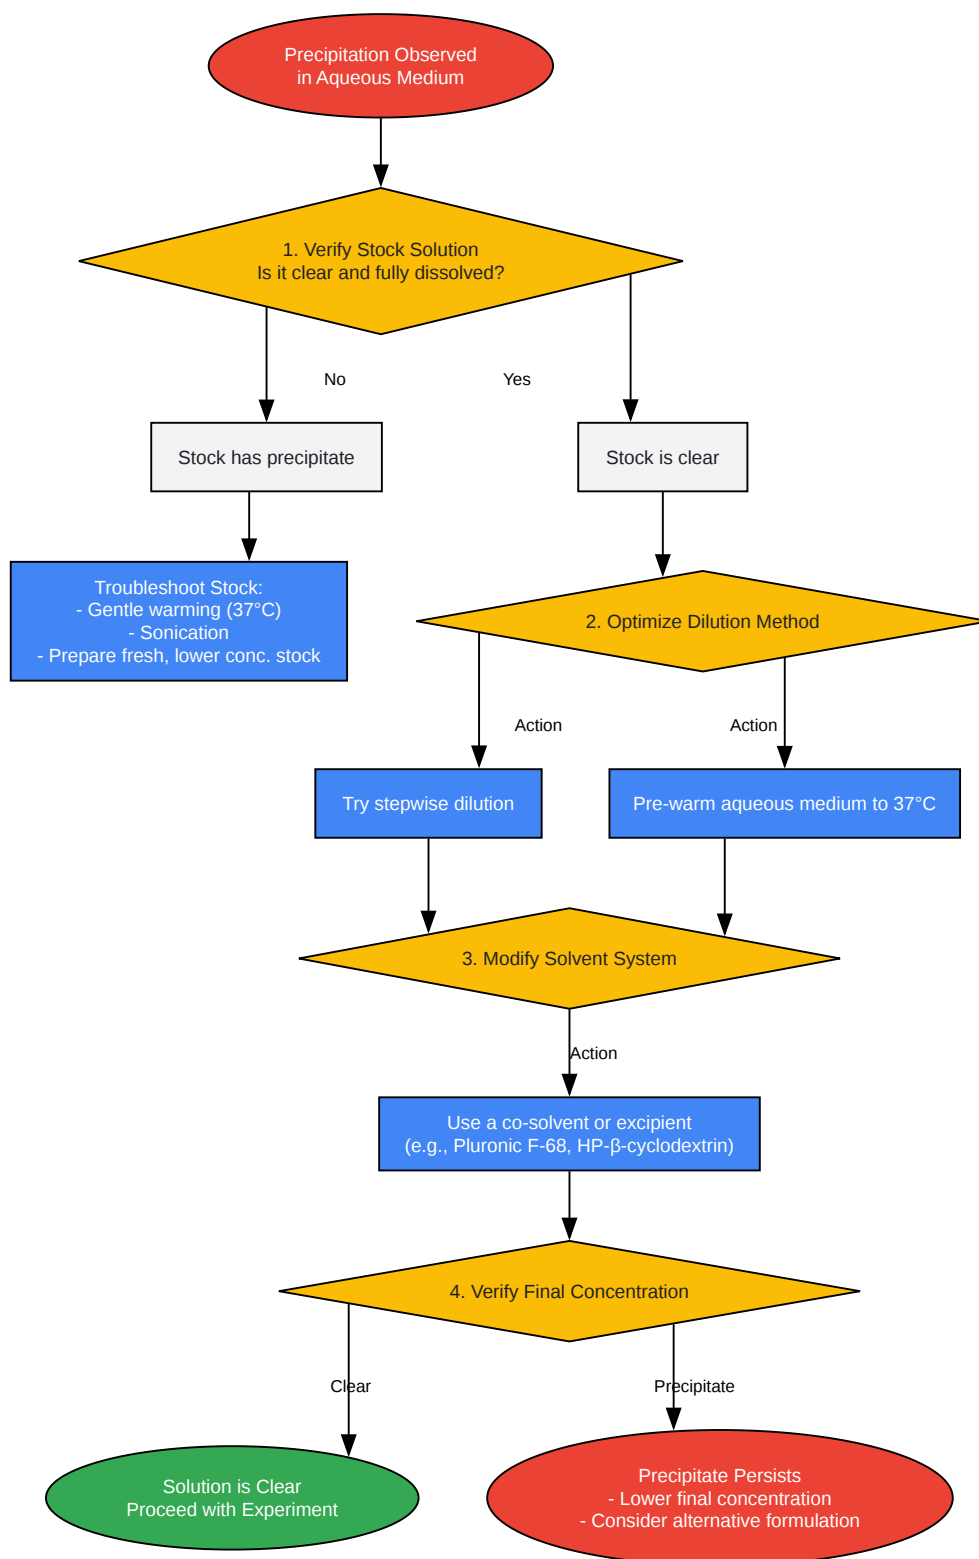 Precipitation Observed
in Aqueous Medium
1. Verify Stock Solution
Is it clear and fully dissolved?
No
Yes
Stock has precipitate
Stock is clear
Troubleshoot Stock:
- Gentle warming (37°C)
- Sonication
- Prepare fresh, lower conc. stock
2. Optimize Dilution Method
Action
Action
Try stepwise dilution
Pre-warm aqueous medium to 37°C
3. Modify Solvent System
Action
Use a co-solvent or excipient
(e.g., Pluronic F-68, HP-β-cyclodextrin)
4. Verify Final Concentration
Clear
Precipitate
Solution is Clear
Proceed with Experiment
Precipitate Persists
- Lower final concentration
- Consider alternative formulation